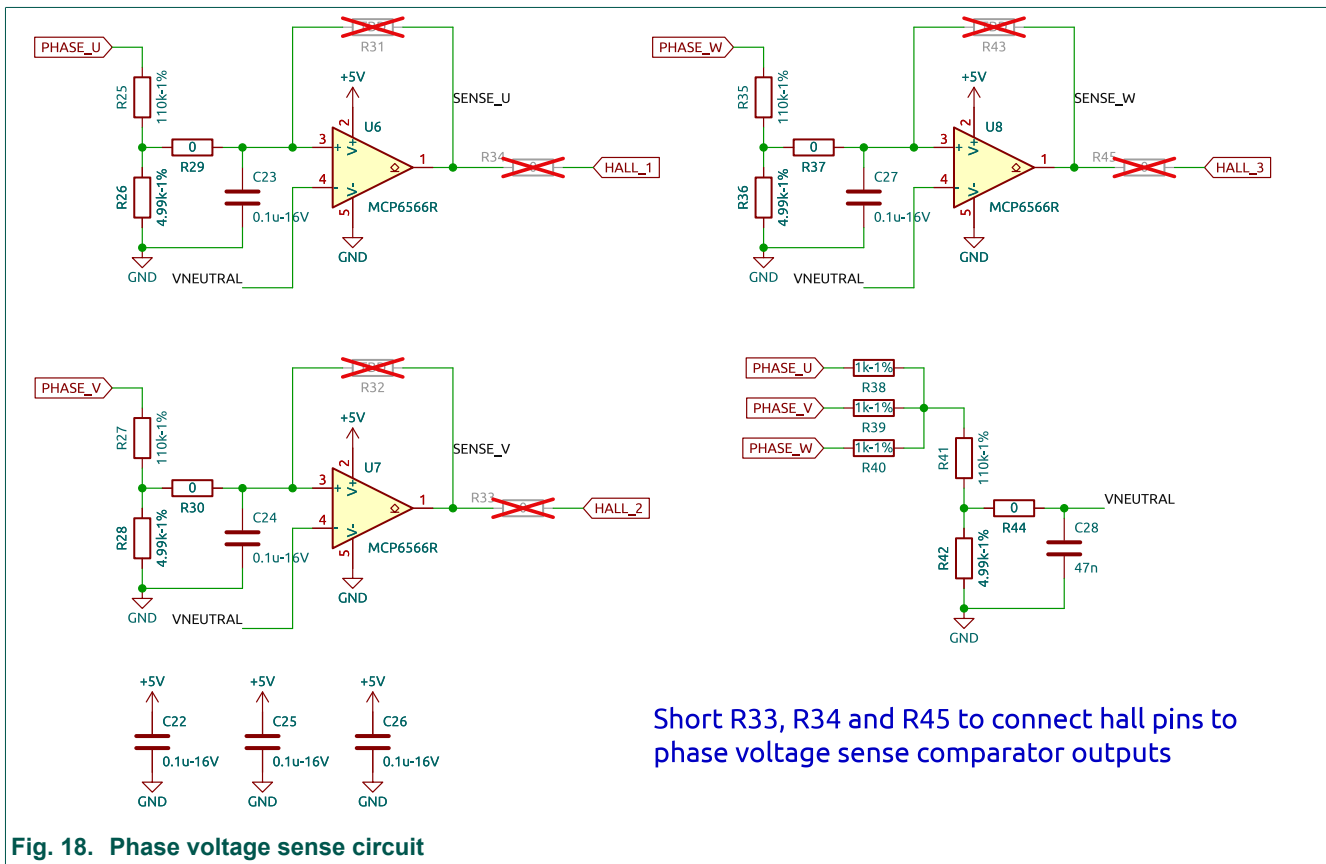 PHASE_U
R25
110k-1%
R26
4.99k-1%
0
R29
C23
0.1u-16V
GND
VNEUTRAL
R31
+5V
SENSE_U
U6
2
V+
3
+
1
4
-
V-
5
MCP6566R
GND
R34
HALL_1
PHASE_W
R35
110k-1%
R36
4.99k-1%
0
R37
C27
0.1u-16V
GND
VNEUTRAL
R43
+5V
SENSE_W
U8
2
V+
3
+
1
4
-
V-
5
MCP6566R
GND
R45
HALL_3
PHASE_V
R27
110k-1%
R28
4.99k-1%
0
R30
C24
0.1u-16V
GND
VNEUTRAL
R32
+5V
SENSE_V
U7
2
V+
3
+
1
4
-
V-
5
MCP6566R
GND
R33
HALL_2
PHASE_U
1k-1%
R38
PHASE_V
1k-1%
R39
PHASE_W
1k-1%
R40
R41
110k-1%
R42
4.99k-1%
0
R44
VNEUTRAL
C28
47n
GND
+5V
C22
0.1u-16V
GND
+5V
C25
0.1u-16V
GND
+5V
C26
0.1u-16V
GND
Short R33, R34 and R45 to connect hall pins to
phase voltage sense comparator outputs
Fig. 18. Phase voltage sense circuit